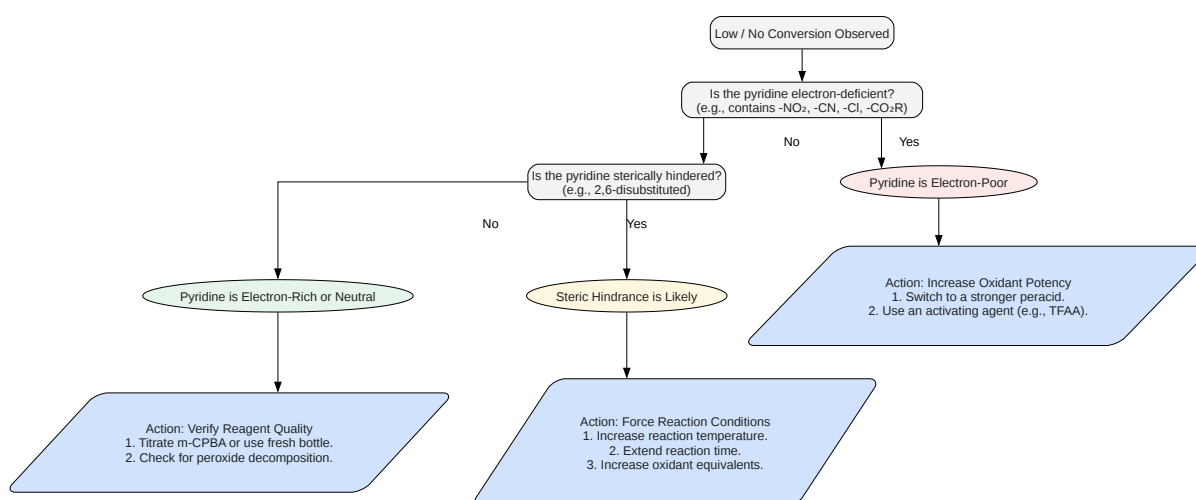 Low / No Conversion Observed
Is the pyridine electron-deficient?
(e.g., contains -NO₂, -CN, -Cl, -CO₂R)
No
Yes
Is the pyridine sterically hindered?
(e.g., 2,6-disubstituted)
Pyridine is Electron-Poor
No
Yes
Pyridine is Electron-Rich or Neutral
Steric Hindrance is Likely
Action: Increase Oxidant Potency
1. Switch to a stronger peracid.
2. Use an activating agent (e.g., TFAA).
Action: Verify Reagent Quality
1. Titrate m-CPBA or use fresh bottle.
2. Check for peroxide decomposition.
Action: Force Reaction Conditions
1. Increase reaction temperature.
2. Extend reaction time.
3. Increase oxidant equivalents.